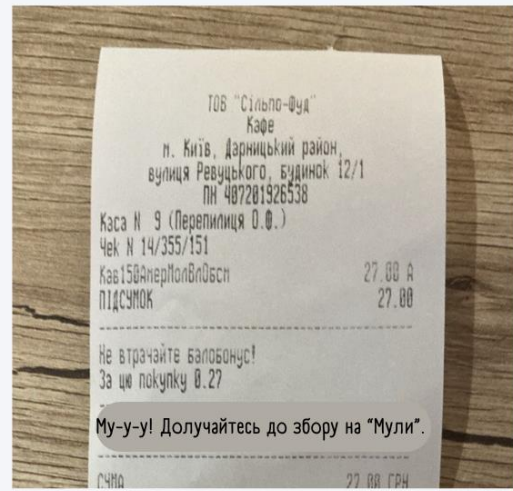 ТОВ "Сільпо-Фуд"
Кафе
м. Київ, Дарницький район,
вулиця Ревуцького, будинок 12/1
ПН 407201926538
Каса N 9 (Перепилиця О.Ф.)
Чек N 14/355/151
Кав150АмерМолВлОбсм 27.00 А
ПІДСУМОК 27.00
Не втрачайте балобонус!
За цю покупку 0.27
Му-у-у! Долучайтесь до збору на “Мули”.
СУМА 27.00 ГРН